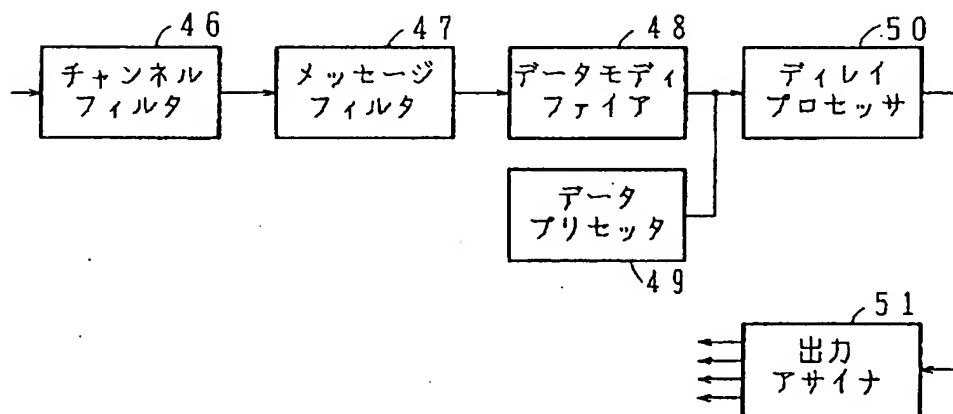 46
チャンネル
フィルタ
47
メッセージ
フィルタ
48
データモディ
ファイア
50
ディレイ
プロセッサ
データ
プリセッタ
49
51
出力
アサイナ